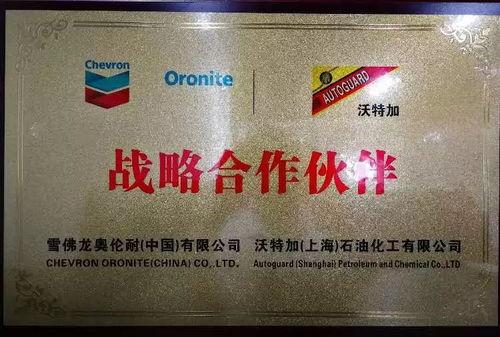 Chevron
Oronite
AUTOGUARD
沃特加
战略合作伙伴
雪佛龙奥伦耐(中国)有限公司 沃特加(上海)石油化工有限公司
CHEVRON ORONITE(CHINA) CO.,LTD. Autoguard (Shanghai) Petroleum and Chemical Co.,LTD